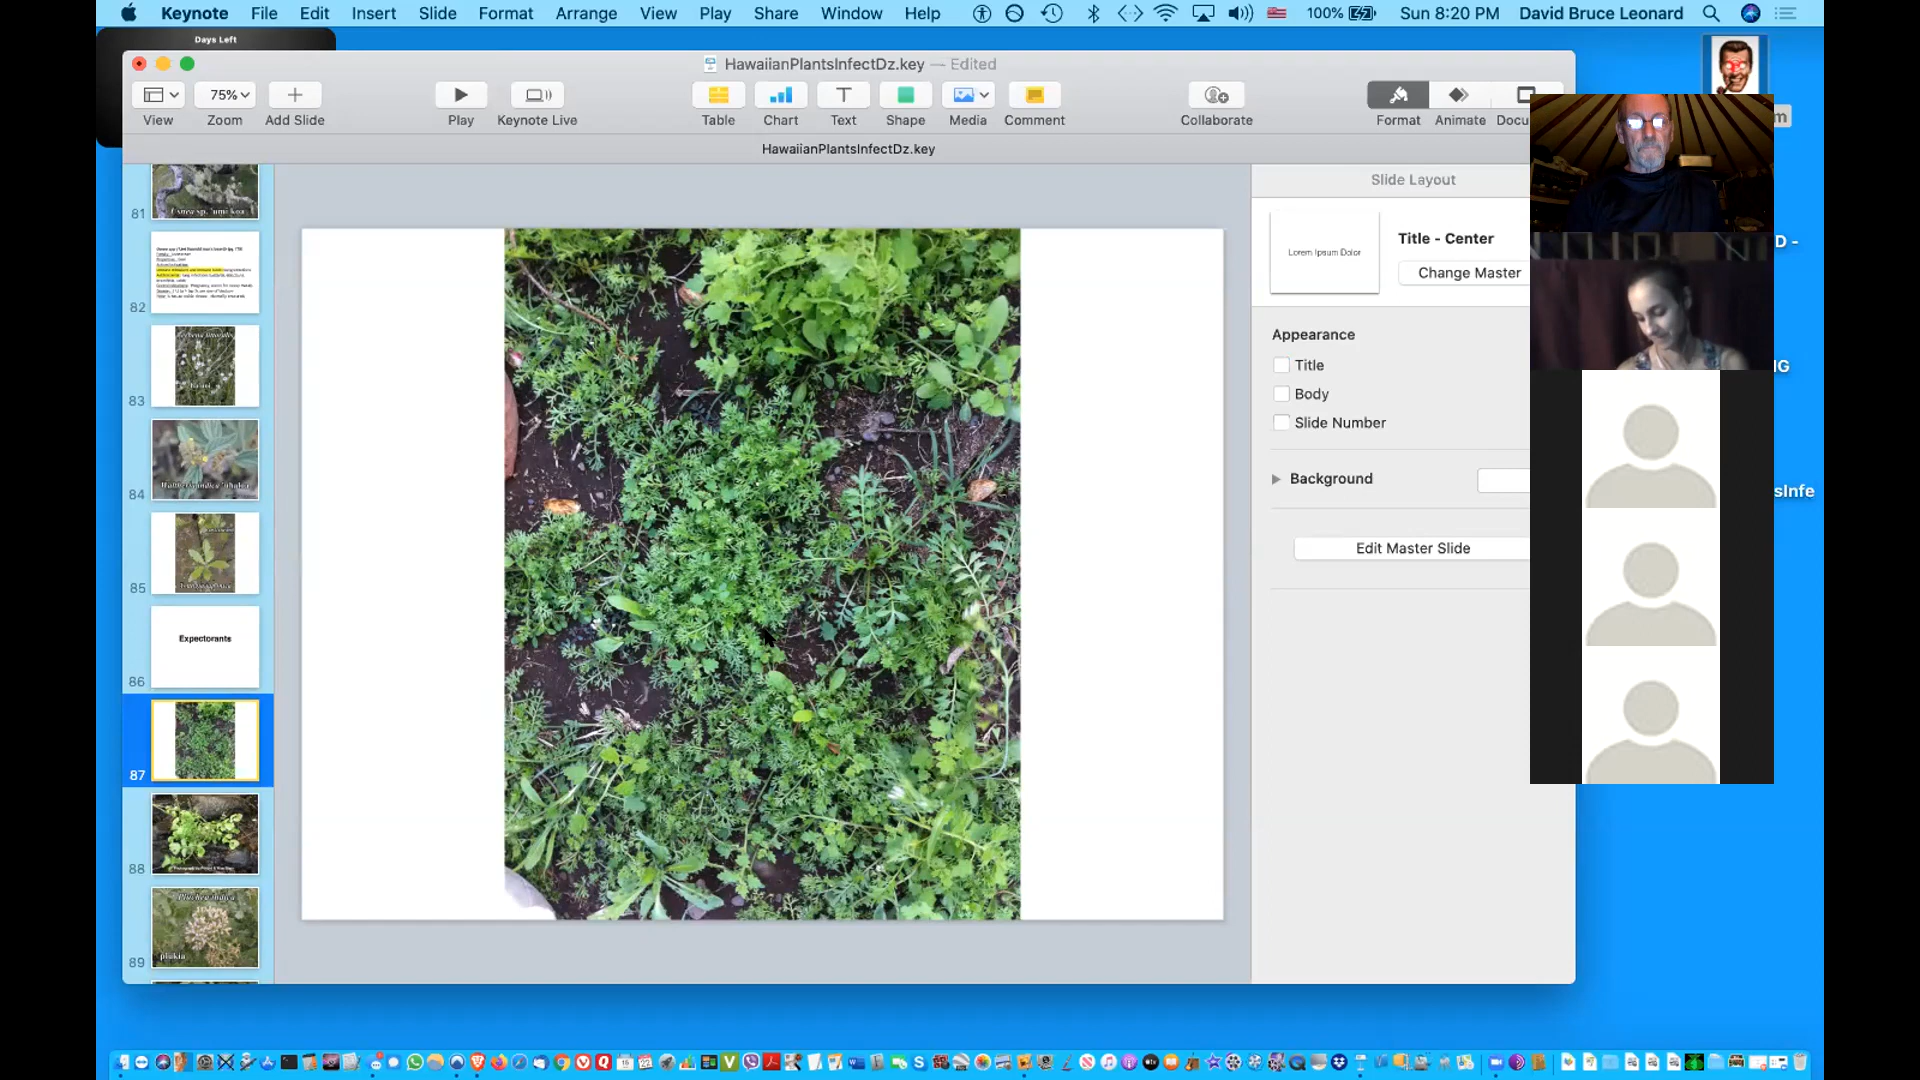 Keynote File Edit Insert Slide Format Arrange View Play Share Window Help 100% Sun 8:20 PM David Bruce Leonard
Days Left
HawaiianPlantsInfectDz.key — Edited
75%
View Zoom Add Slide Play Keynote Live Table Chart Text Shape Media Comment Collaborate Format Animate Docu
HawaiianPlantsInfectDz.key
Slide Layout
Lorem Ipsum Dolor
Title - Center
Change Master
Appearance
Title
Body
Slide Number
Background
Edit Master Slide
81
82
83
84
85
Expectorants
86
87
88
plukia
89
m
D -
G
sInfe